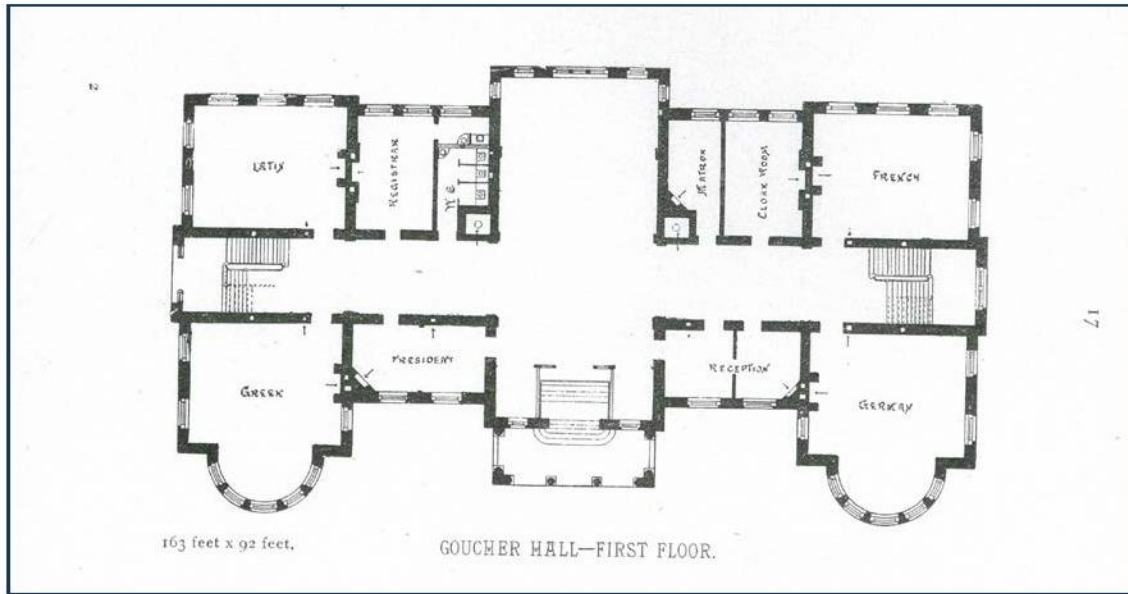 2
LATIN
REGISTRAR
W.C.
MATRON
CLOAK ROOM
FRENCH
17
PRESIDENT
RECEPTION
GREEK
GERMAN
163 feet x 92 feet.
GOUCHER HALL—FIRST FLOOR.